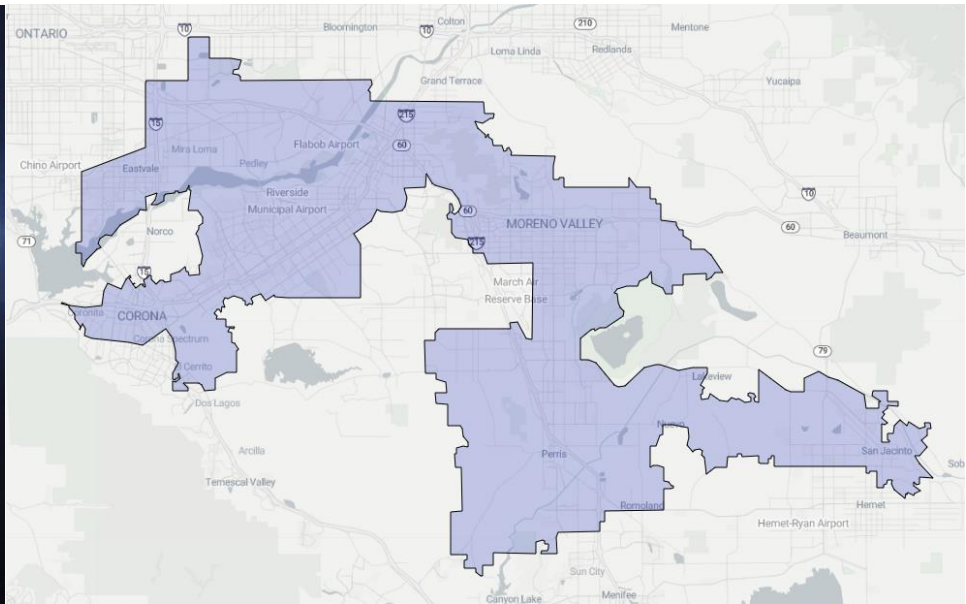 10
Bloomington
Colton
10
210
Mentone
ONTARIO
Loma Linda
Redlands
Grand Terrace
Yucaipa
215
15
Flabob Airport
60
Mira Loma
Pedley
Chino Airport
Eastvale
Riverside
Municipal Airport
10
60
MORENO VALLEY
60
Norco
71
215
Beaumont
15
March Air
Reserve Base
Coronita
CORONA
Corona Spectrum
79
El Cerrito
Lakeview
Dos Lagos
Nuevo
Arcilla
Perris
San Jacinto
Sob
Temescal Valley
Romoland
Hemet
Hemet-Ryan Airport
Sun City
Canyon Lake
Menifee